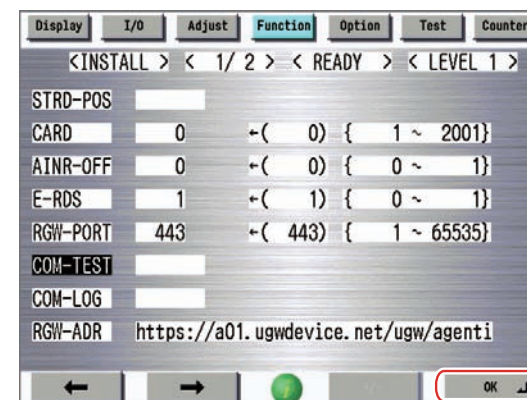 Display I/O Adjust Function Option Test Counter
<INSTALL > < 1/ 2 > < READY > < LEVEL 1 >
STRD-POS
CARD 0 ←( 0) { 1 ~ 2001}
AINR-OFF 0 ←( 0) { 0 ~ 1}
E-RDS 1 ←( 1) { 0 ~ 1}
RGW-PORT 443 ←( 443) { 1 ~ 65535}
COM-TEST
COM-LOG
RGW-ADR https://a01.ugwdevice.net/ugw/agenti
← → i OK